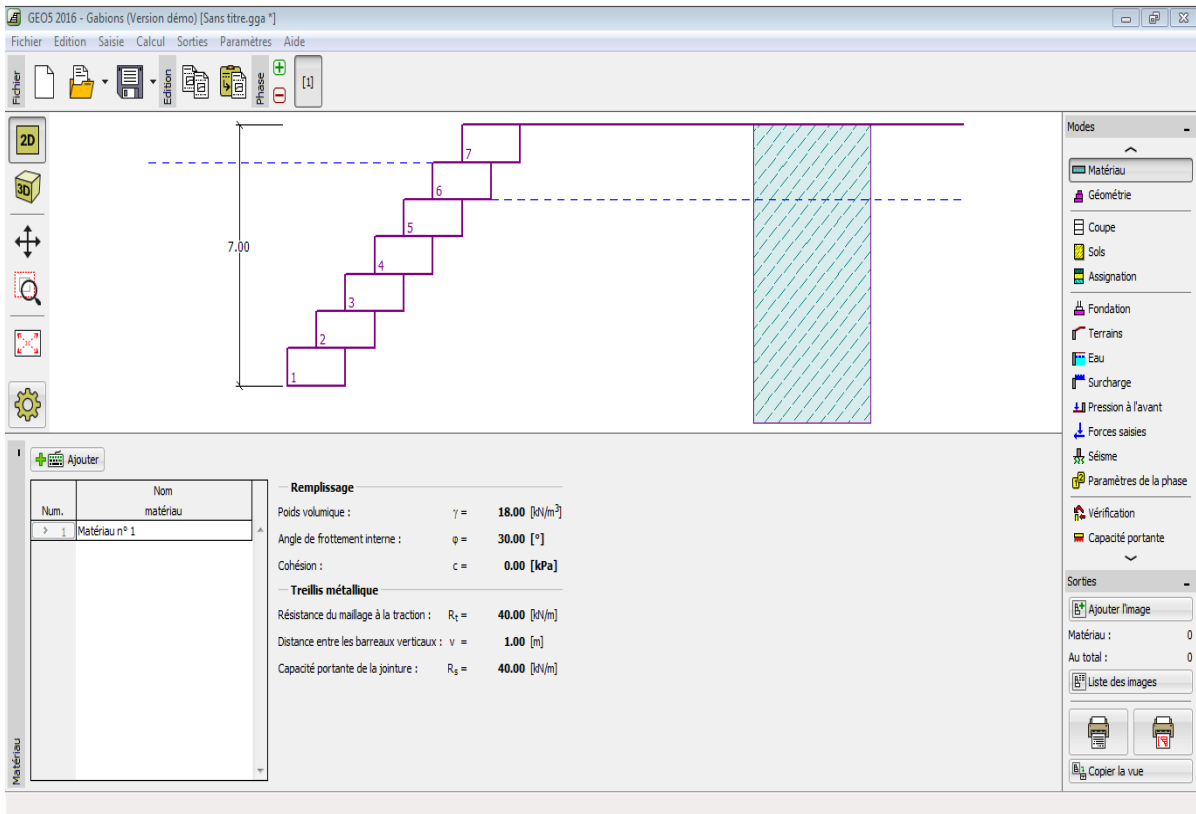 GEO5 2016 - Gabions (Version démo) [Sans titre.gga *]
Fichier Edition Saisie Calcul Sorties Paramètres Aide
Fichier
Edition
Phase
[1]
2D
3D
7.00
7
6
5
4
3
2
1
Modes
Matériau
Géométrie
Coupe
Sols
Assignation
Fondation
Terrains
Eau
Surcharge
Pression à l'avant
Forces saisies
Séisme
Paramètres de la phase
Vérification
Capacité portante
Sorties
Ajouter l'image
Matériau : 0
Au total : 0
Liste des images
Copier la vue
Matériau
Ajouter
Num.
Nom
matériau
1 Matériau n° 1
Remplissage
Poids volumique : γ = 18.00 [kN/m³]
Angle de frottement interne : φ = 30.00 [°]
Cohésion : c = 0.00 [kPa]
Treillis métallique
Résistance du maillage à la traction : Rt = 40.00 [kN/m]
Distance entre les barreaux verticaux : v = 1.00 [m]
Capacité portante de la jointure : Rs = 40.00 [kN/m]